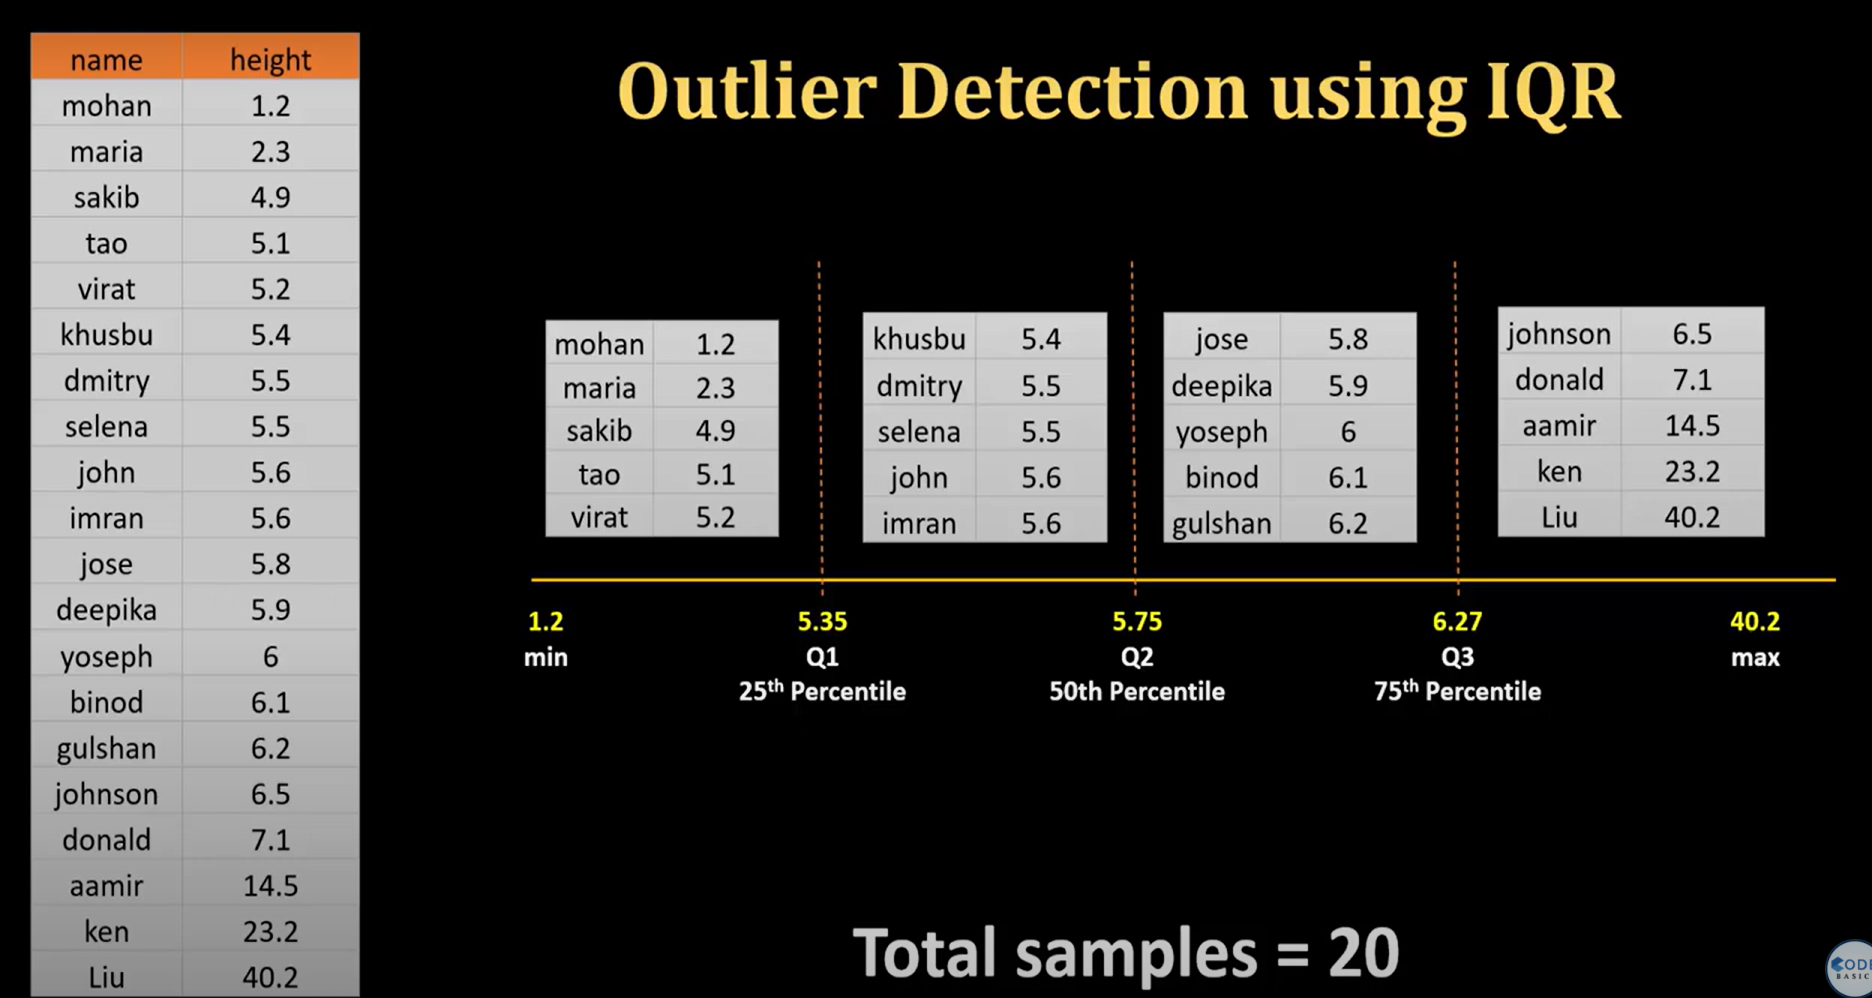 name height
mohan 1.2
maria 2.3
sakib 4.9
tao 5.1
virat 5.2
khusbu 5.4
dmitry 5.5
selena 5.5
john 5.6
imran 5.6
jose 5.8
deepika 5.9
yoseph 6
binod 6.1
gulshan 6.2
johnson 6.5
donald 7.1
aamir 14.5
ken 23.2
Liu 40.2
Outlier Detection using IQR
mohan 1.2
maria 2.3
sakib 4.9
tao 5.1
virat 5.2
khusbu 5.4
dmitry 5.5
selena 5.5
john 5.6
imran 5.6
jose 5.8
deepika 5.9
yoseph 6
binod 6.1
gulshan 6.2
johnson 6.5
donald 7.1
aamir 14.5
ken 23.2
Liu 40.2
1.2 5.35 5.75 6.27 40.2
min Q1 Q2 Q3 max
25th Percentile 50th Percentile 75th Percentile
Total samples = 20
CODE
BASIC